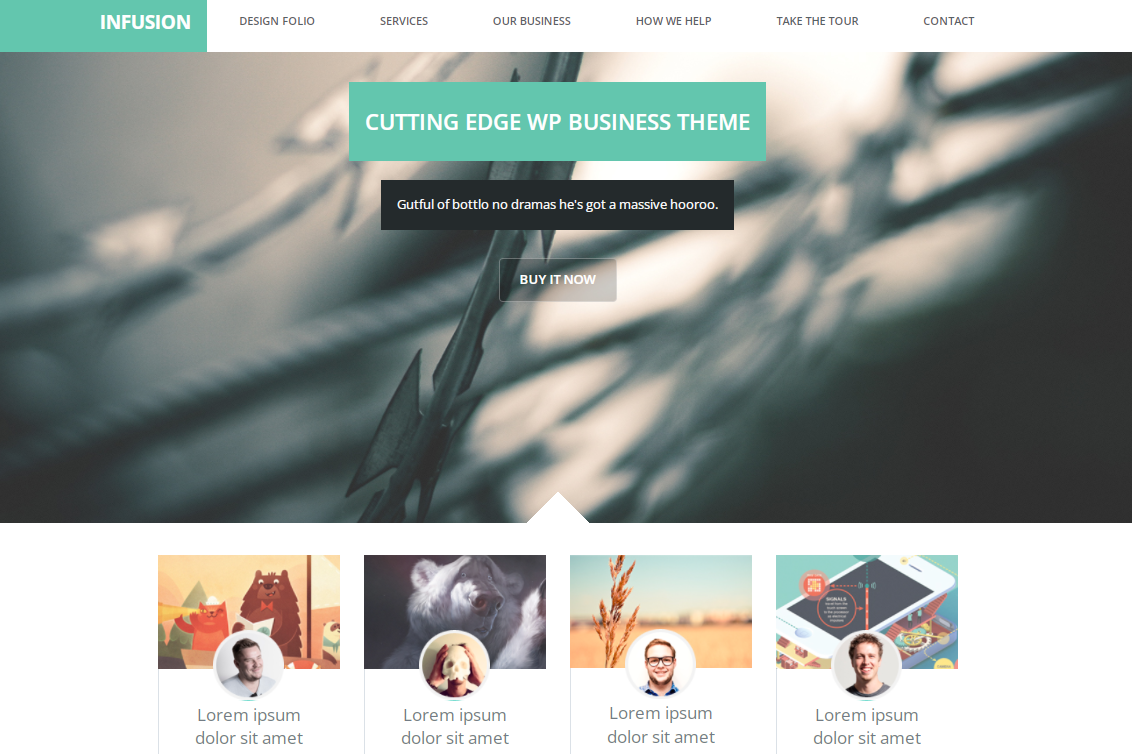 INFUSION
DESIGN FOLIO
SERVICES
OUR BUSINESS
HOW WE HELP
TAKE THE TOUR
CONTACT
CUTTING EDGE WP BUSINESS THEME
Gutful of bottlo no dramas he's got a massive hooroo.
BUY IT NOW
SIGNALS
Lorem ipsum
dolor sit amet
Lorem ipsum
dolor sit amet
Lorem ipsum
dolor sit amet
Lorem ipsum
dolor sit amet